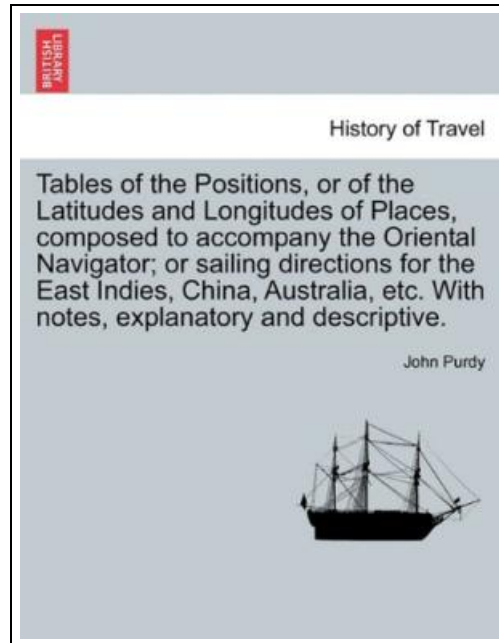 BRITISH
LIBRARY
History of Travel
Tables of the Positions, or of the
Latitudes and Longitudes of Places,
composed to accompany the Oriental
Navigator; or sailing directions for the
East Indies, China, Australia, etc. With
notes, explanatory and descriptive.
John Purdy